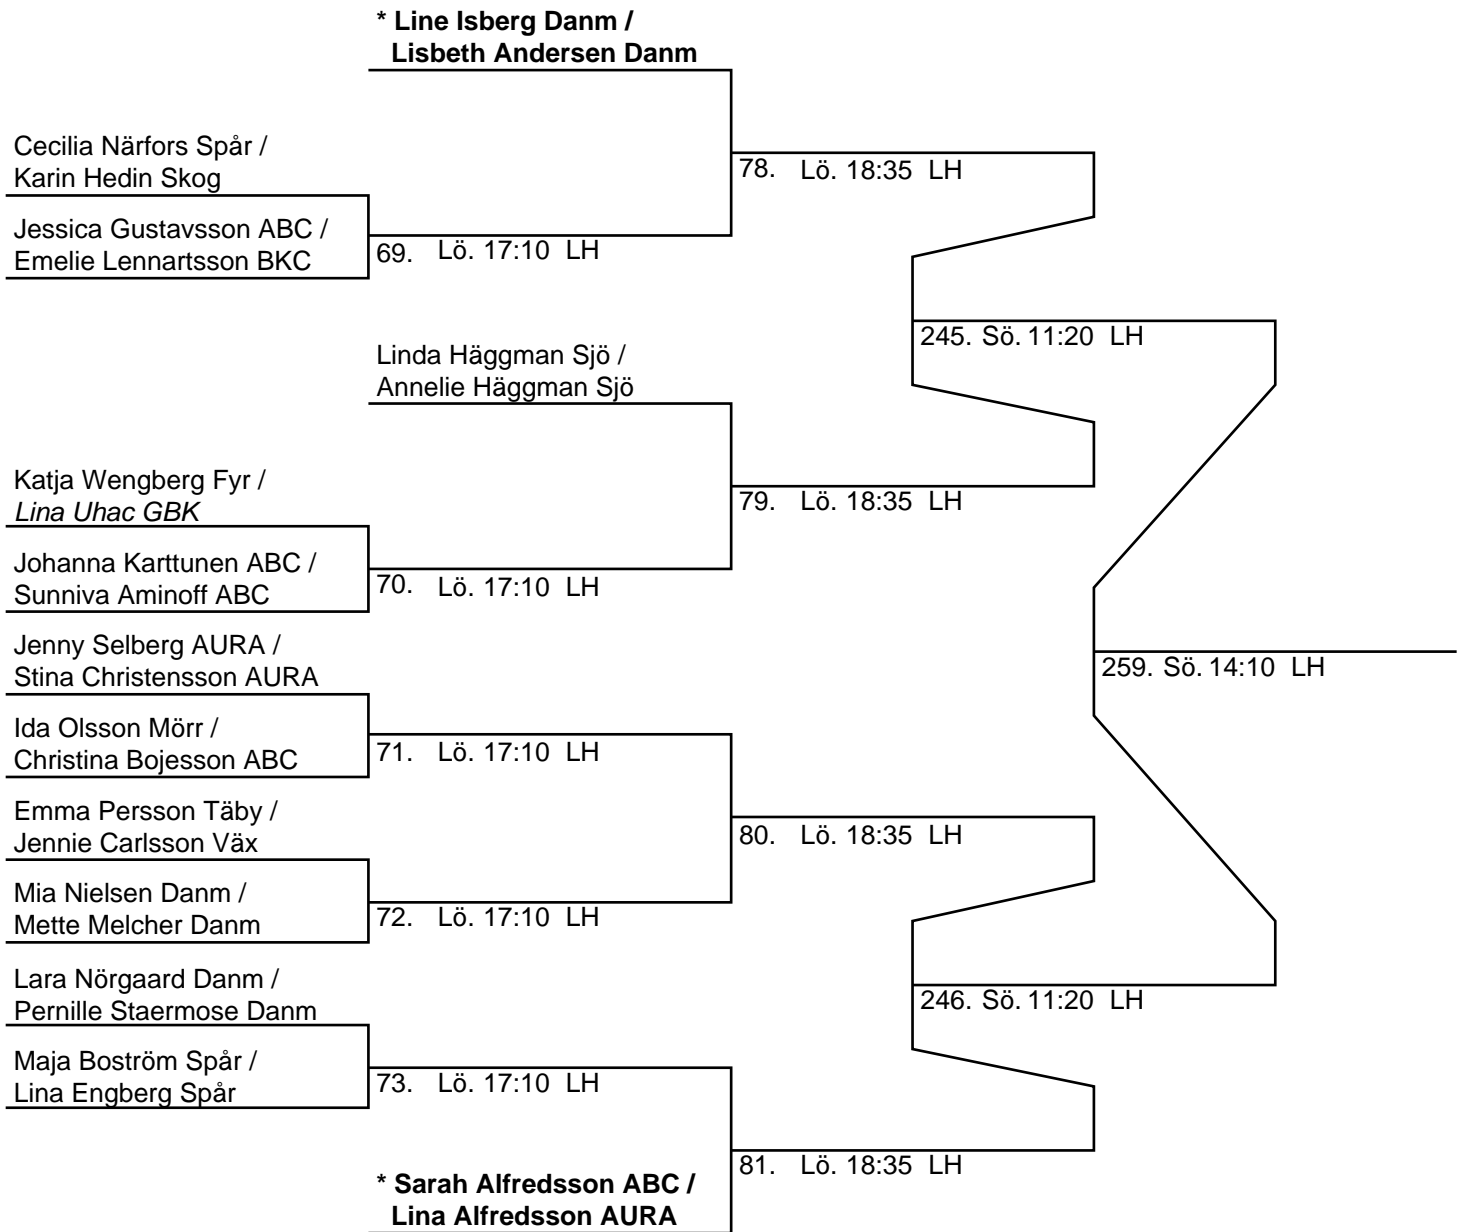 * Line Isberg Danm /
Lisbeth Andersen Danm
Cecilia Närfors Spår /
Karin Hedin Skog
78. Lö. 18:35 LH
Jessica Gustavsson ABC /
Emelie Lennartsson BKC
69. Lö. 17:10 LH
245. Sö. 11:20 LH
Linda Häggman Sjö /
Annelie Häggman Sjö
Katja Wengberg Fyr /
Lina Uhac GBK
79. Lö. 18:35 LH
Johanna Karttunen ABC /
Sunniva Aminoff ABC
70. Lö. 17:10 LH
Jenny Selberg AURA /
Stina Christensson AURA
259. Sö. 14:10 LH
Ida Olsson Mörr /
Christina Bojesson ABC
71. Lö. 17:10 LH
Emma Persson Täby /
Jennie Carlsson Väx
80. Lö. 18:35 LH
Mia Nielsen Danm /
Mette Melcher Danm
72. Lö. 17:10 LH
Lara Nörgaard Danm /
Pernille Staermose Danm
246. Sö. 11:20 LH
Maja Boström Spår /
Lina Engberg Spår
73. Lö. 17:10 LH
81. Lö. 18:35 LH
* Sarah Alfredsson ABC /
Lina Alfredsson AURA